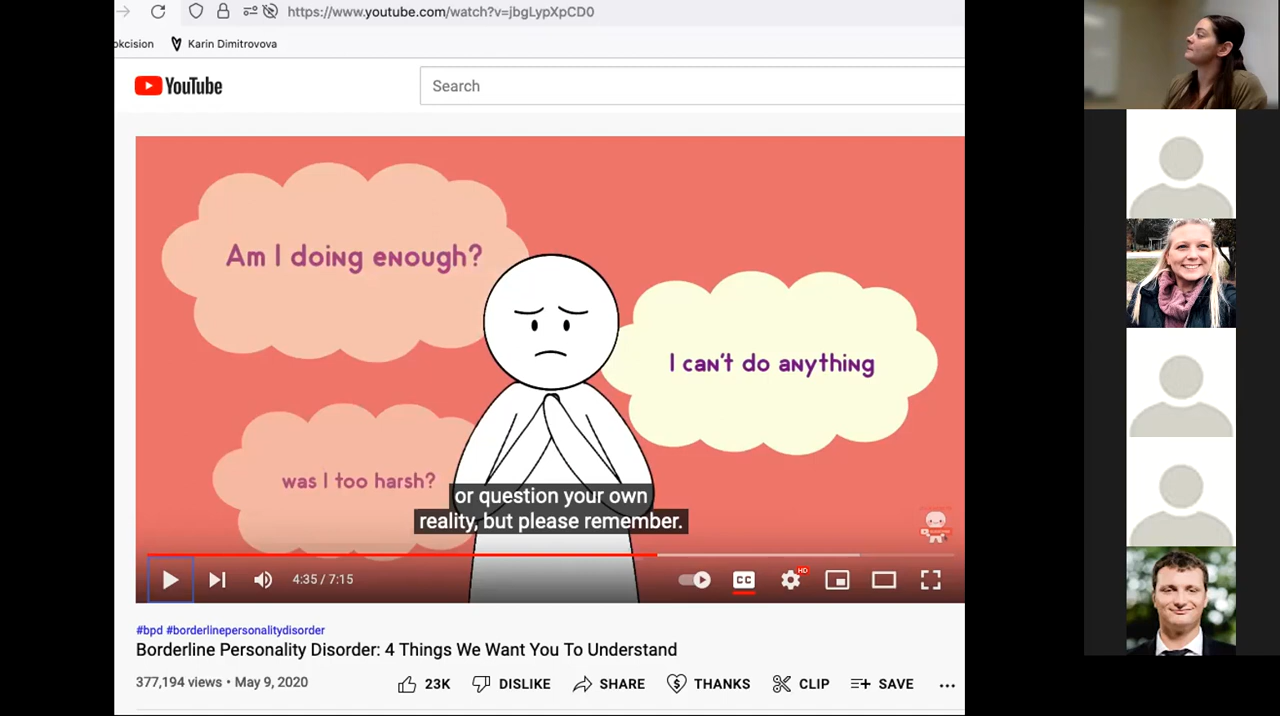 https://www.youtube.com/watch?v=jbgLypXpCD0
okcision
Karin Dimitrovova
YouTube
Search
Am I doing enough?
I can't do anything
was I too harsh?
or question your own
reality, but please remember.
4:35 / 7:15
CC
HD
#bpd #borderlinepersonalitydisorder
Borderline Personality Disorder: 4 Things We Want You To Understand
377,194 views • May 9, 2020
23K
DISLIKE
SHARE
THANKS
CLIP
SAVE